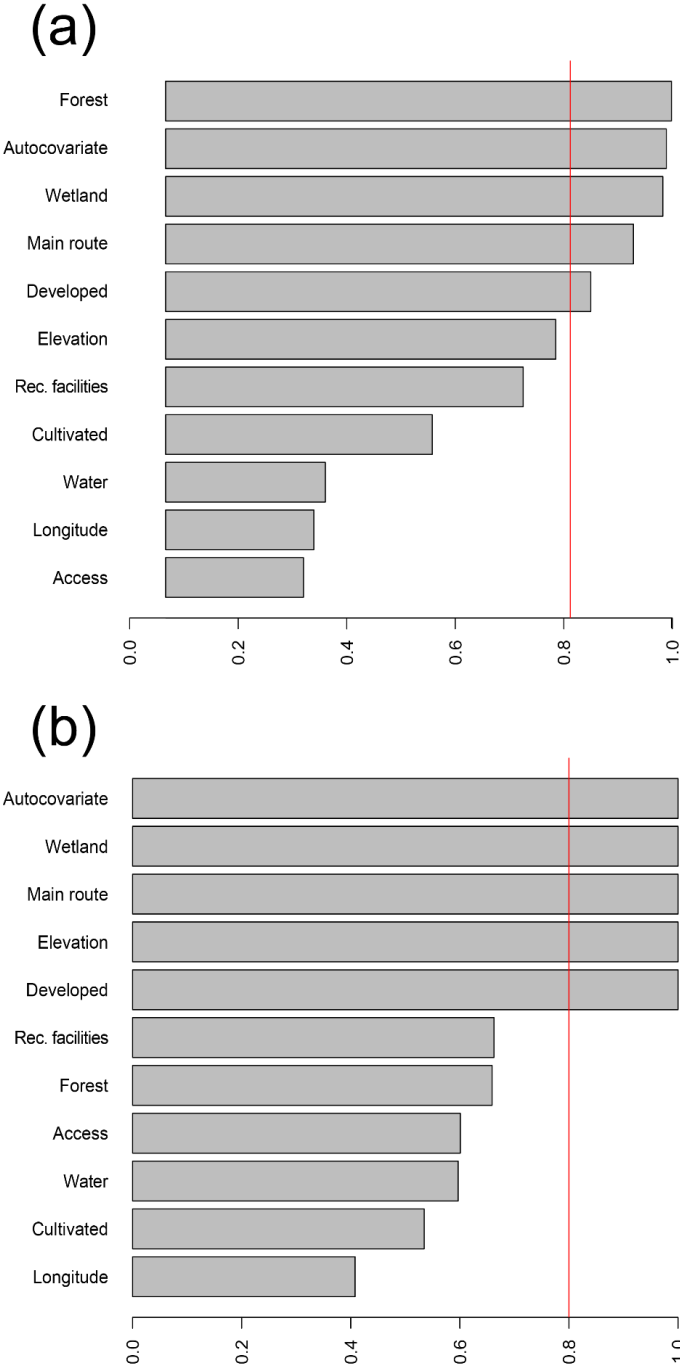 (a)
Forest
Autocovariate
Wetland
Main route
Developed
Elevation
Rec. facilities
Cultivated
Water
Longitude
Access
0.0 0.2 0.4 0.6 0.8 1.0
(b)
Autocovariate
Wetland
Main route
Elevation
Developed
Rec. facilities
Forest
Access
Water
Cultivated
Longitude
0.0 0.2 0.4 0.6 0.8 1.0